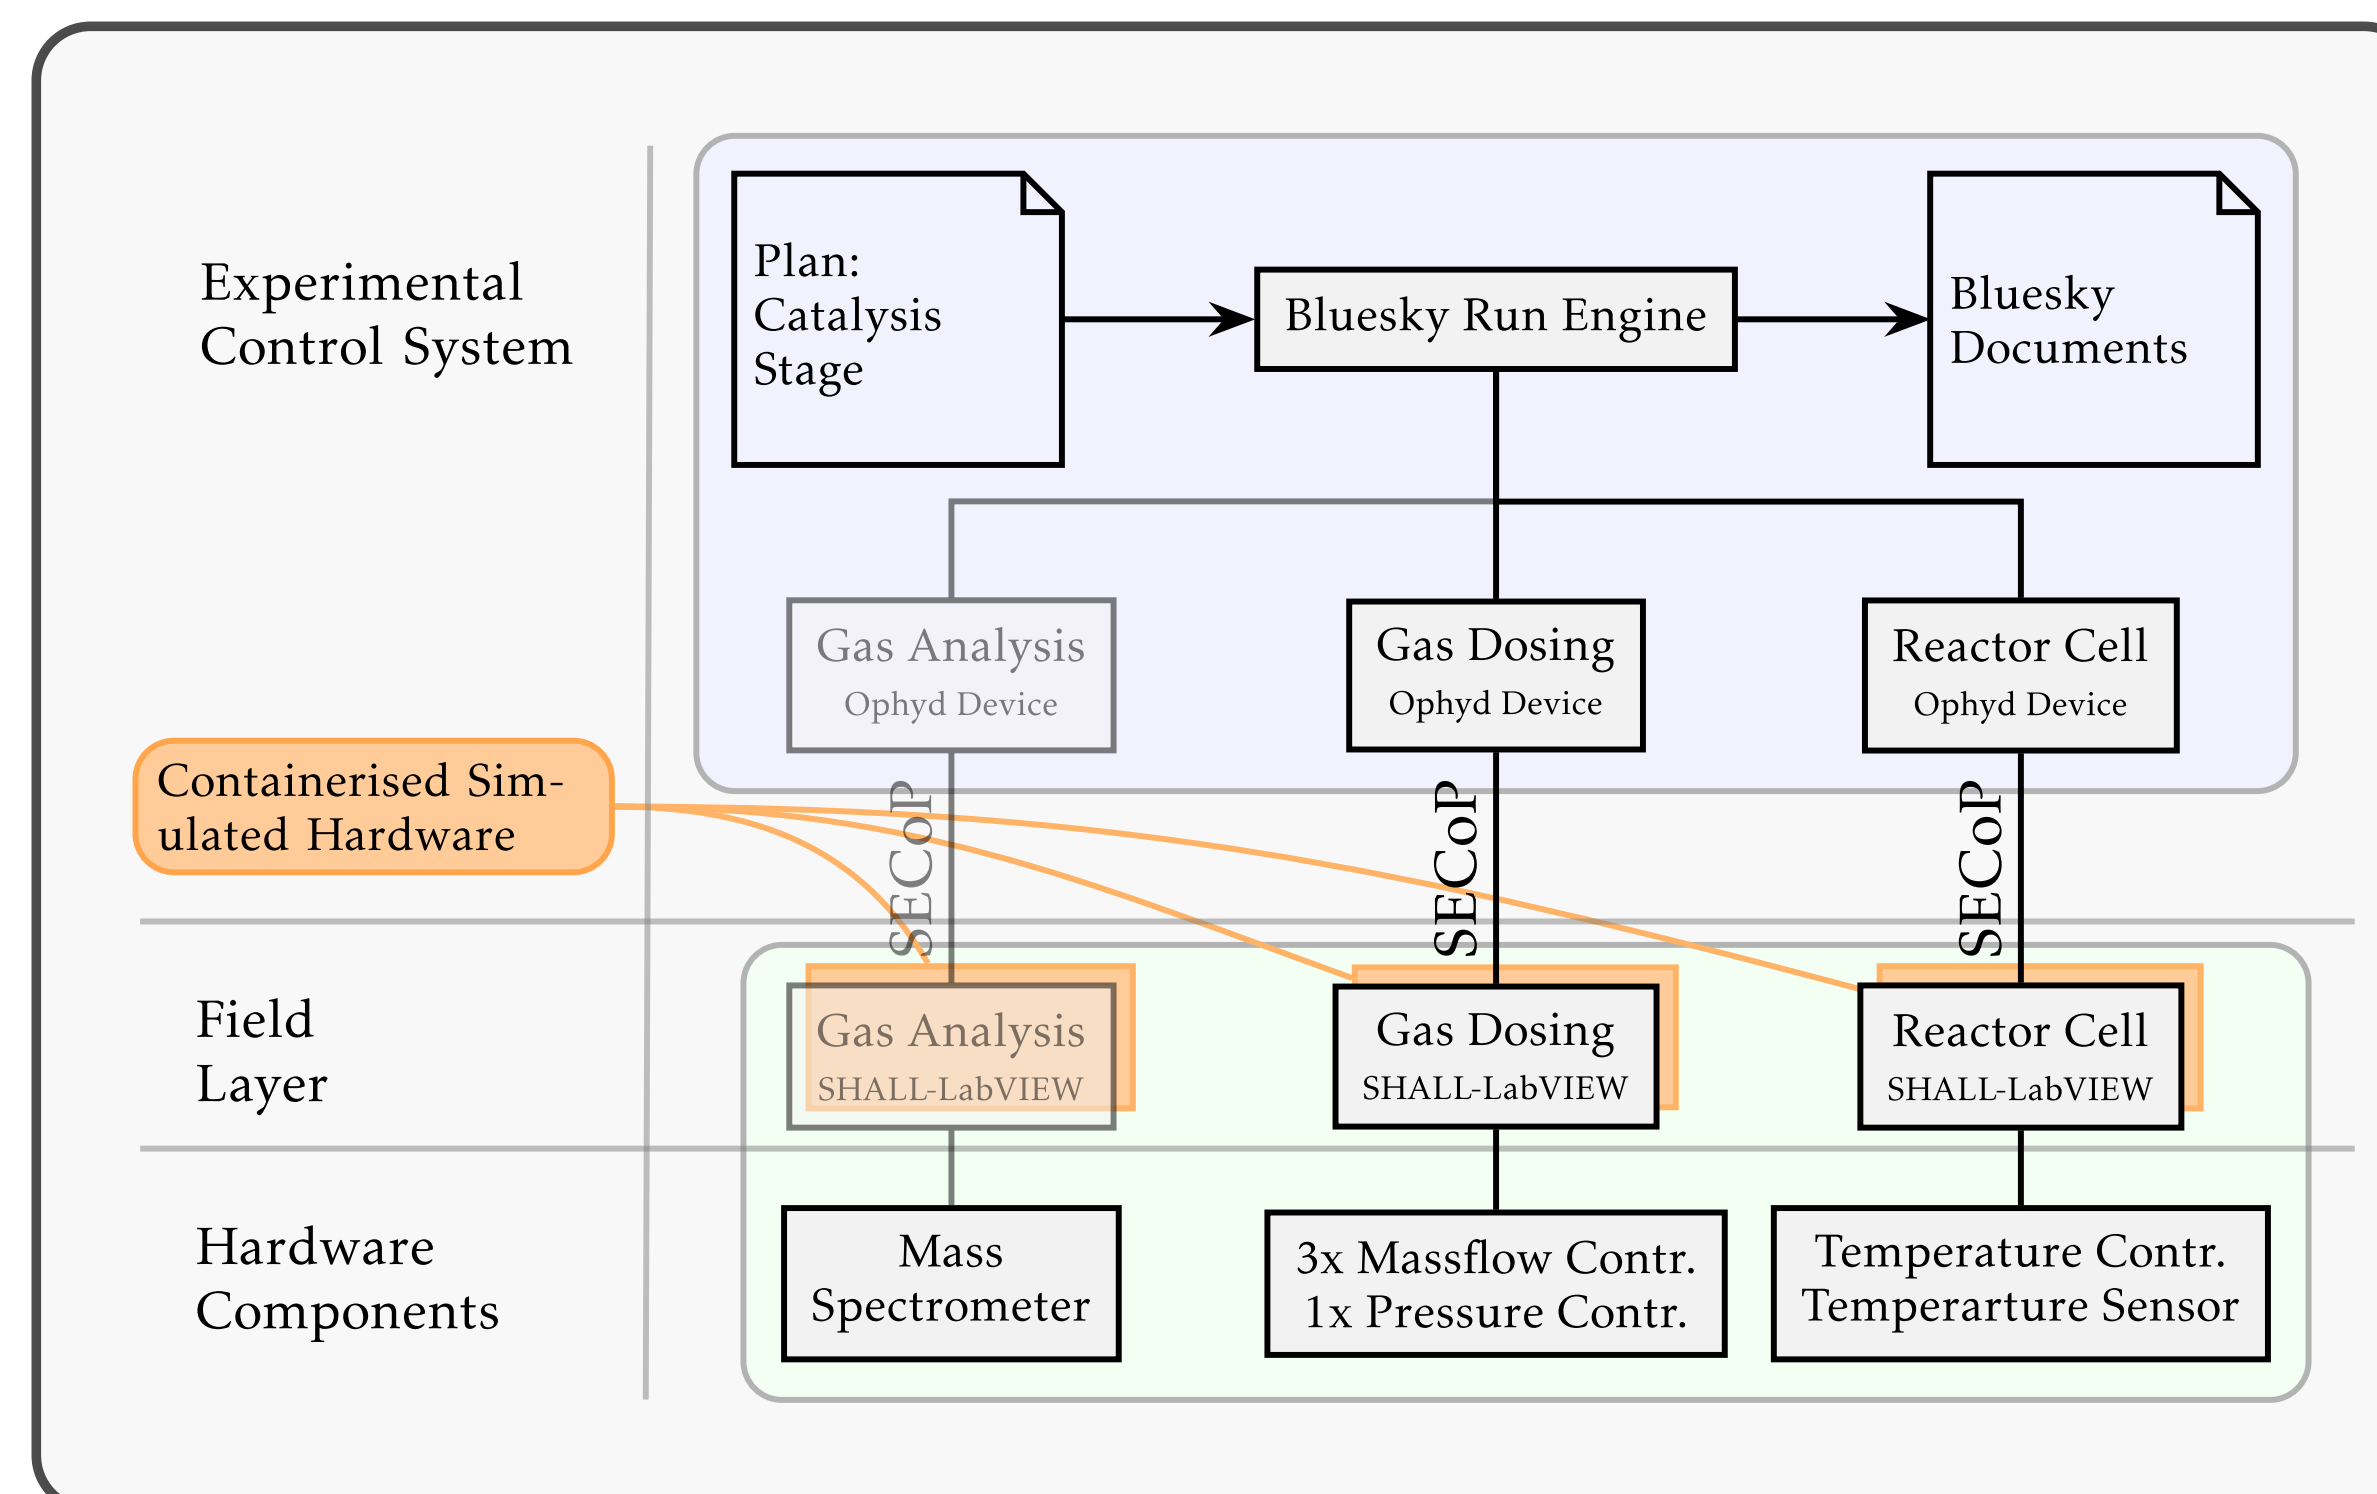 Experimental
Control System
Plan:
Catalysis
Stage
Bluesky Run Engine
Bluesky
Documents
Gas Analysis
Ophyd Device
Gas Dosing
Ophyd Device
Reactor Cell
Ophyd Device
Containerised Sim-
ulated Hardware
SECoP
SECoP
SECoP
Field
Layer
Gas Analysis
SHALL-LabVIEW
Gas Dosing
SHALL-LabVIEW
Reactor Cell
SHALL-LabVIEW
Hardware
Components
Mass
Spectrometer
3x Massflow Contr.
1x Pressure Contr.
Temperature Contr.
Temperarture Sensor